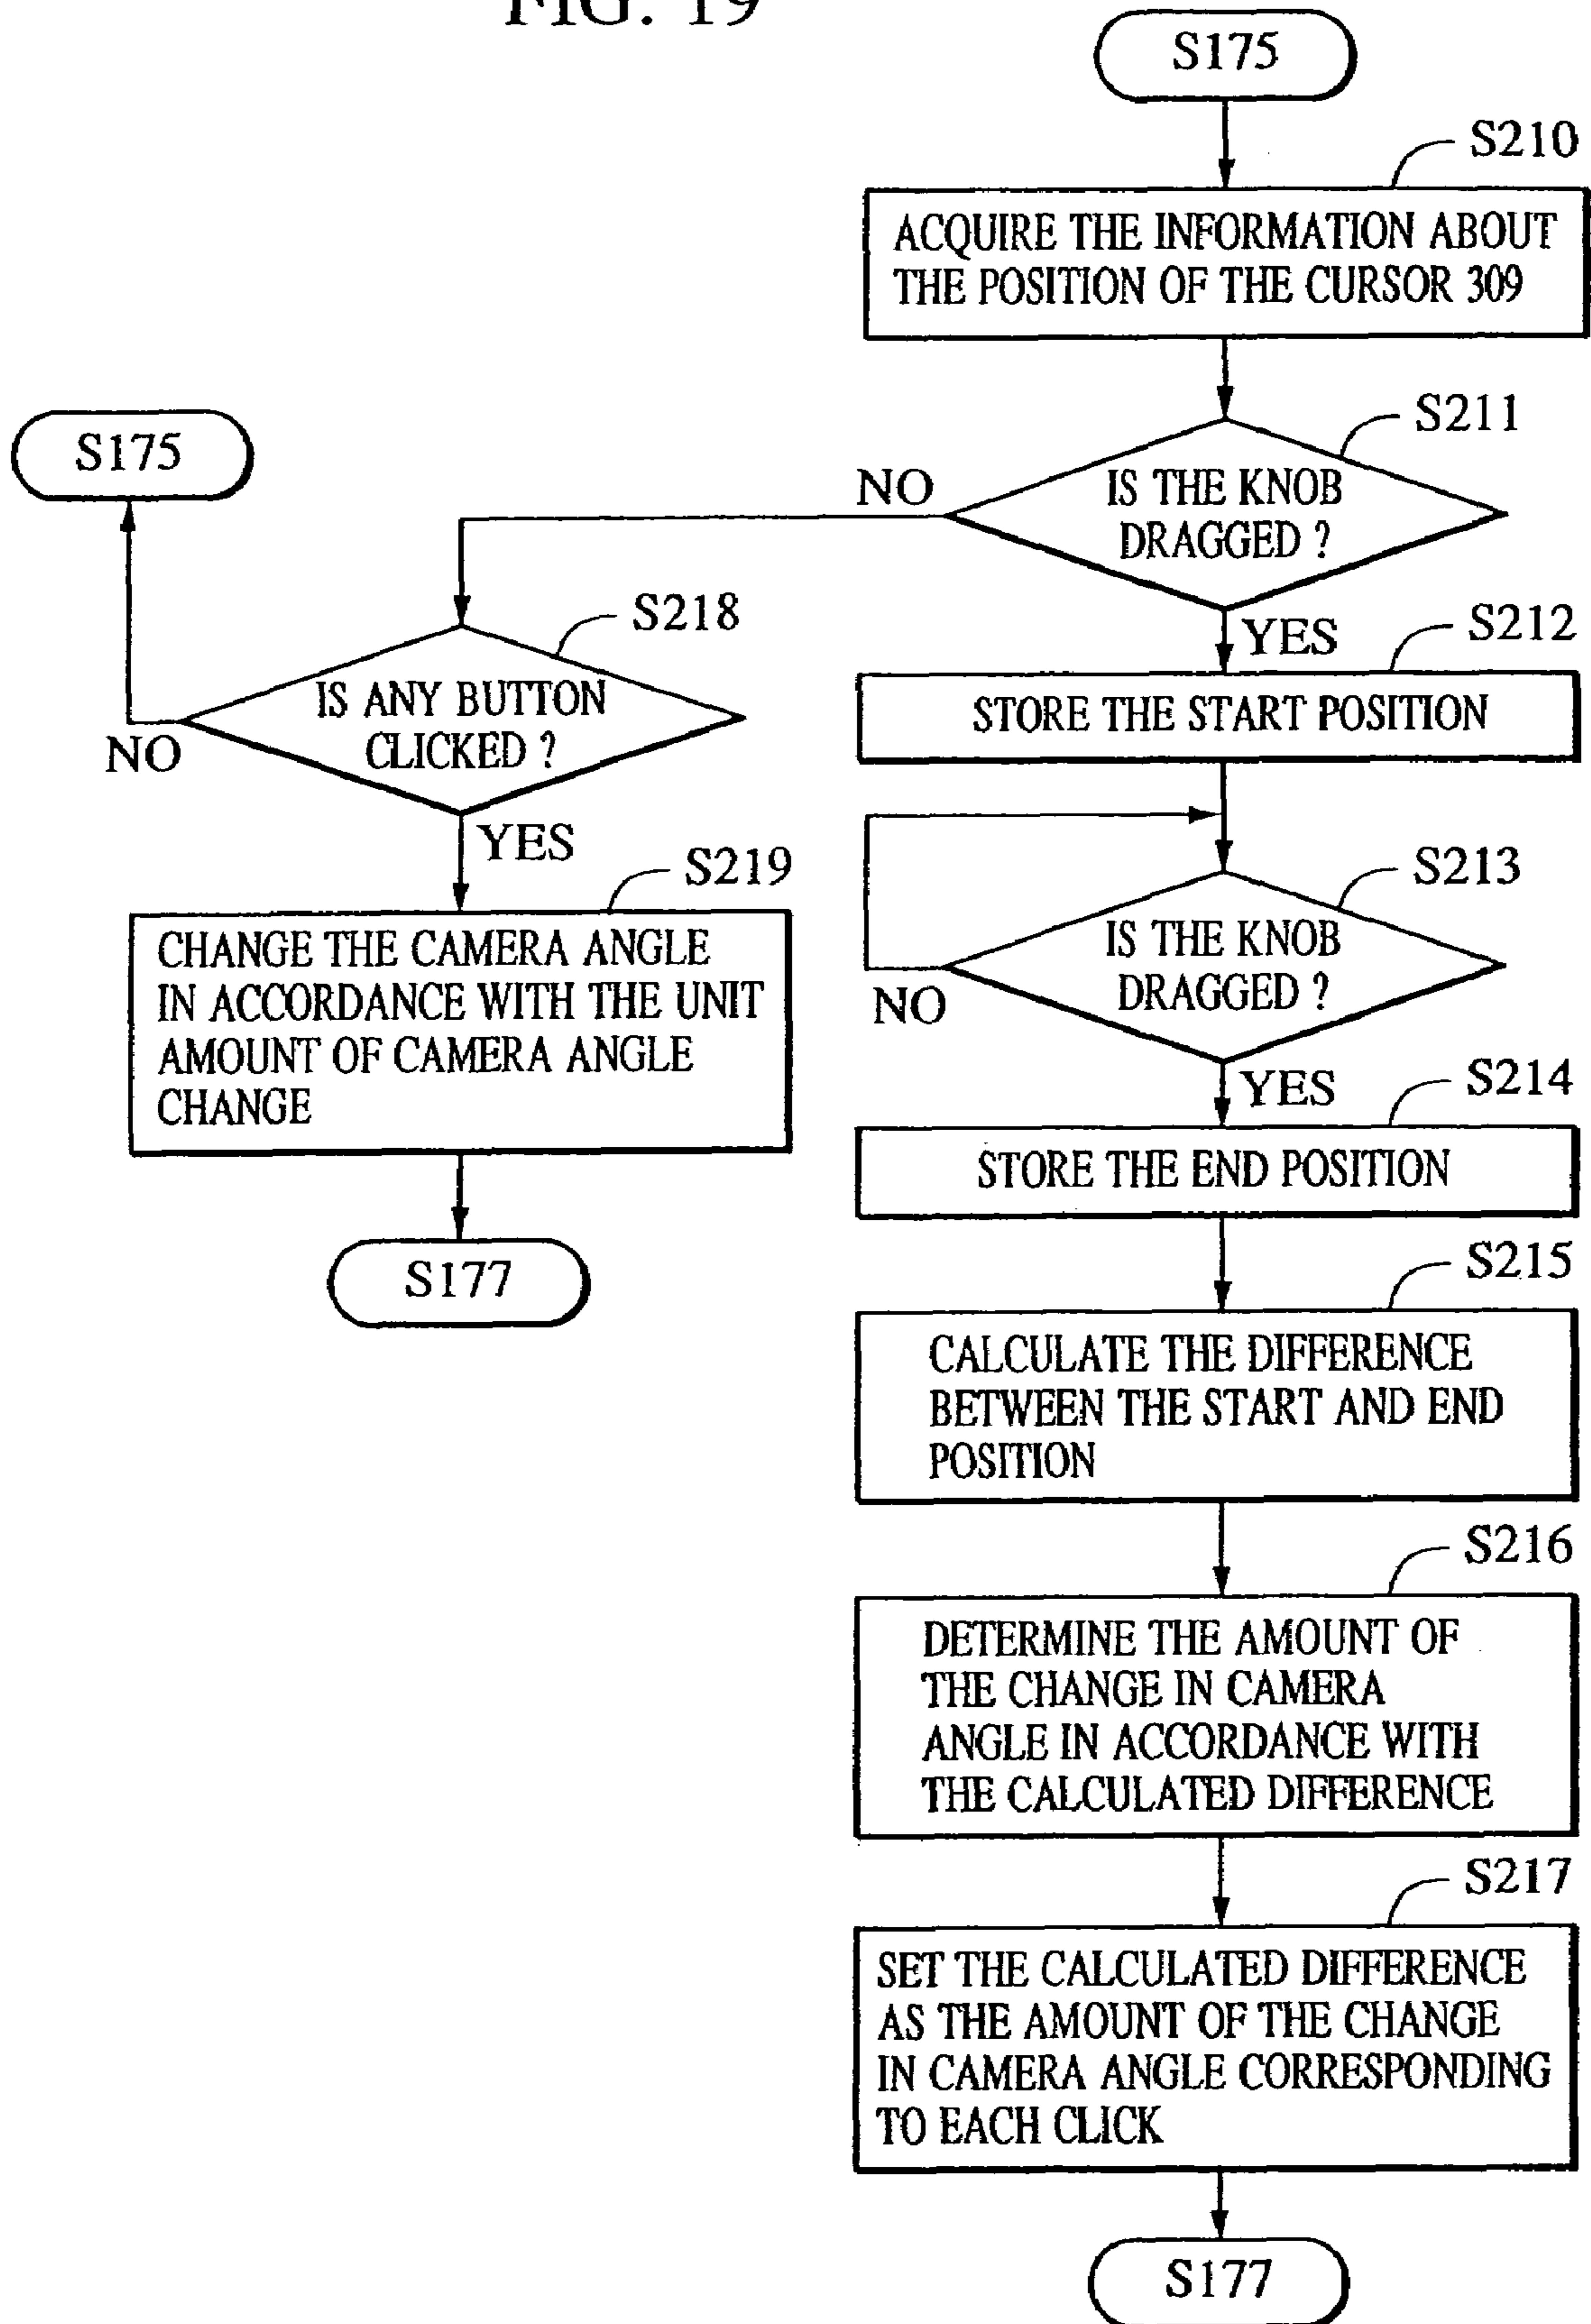 FIG. 19
S175
S210
ACQUIRE THE INFORMATION ABOUT
THE POSITION OF THE CURSOR 309
S211
IS THE KNOB
DRAGGED ?
NO
YES
S175
S218
IS ANY BUTTON
CLICKED ?
NO
YES
S219
CHANGE THE CAMERA ANGLE
IN ACCORDANCE WITH THE UNIT
AMOUNT OF CAMERA ANGLE
CHANGE
S177
S212
STORE THE START POSITION
S213
IS THE KNOB
DRAGGED ?
NO
YES
S214
STORE THE END POSITION
S215
CALCULATE THE DIFFERENCE
BETWEEN THE START AND END
POSITION
S216
DETERMINE THE AMOUNT OF
THE CHANGE IN CAMERA
ANGLE IN ACCORDANCE WITH
THE CALCULATED DIFFERENCE
S217
SET THE CALCULATED DIFFERENCE
AS THE AMOUNT OF THE CHANGE
IN CAMERA ANGLE CORRESPONDING
TO EACH CLICK
S177